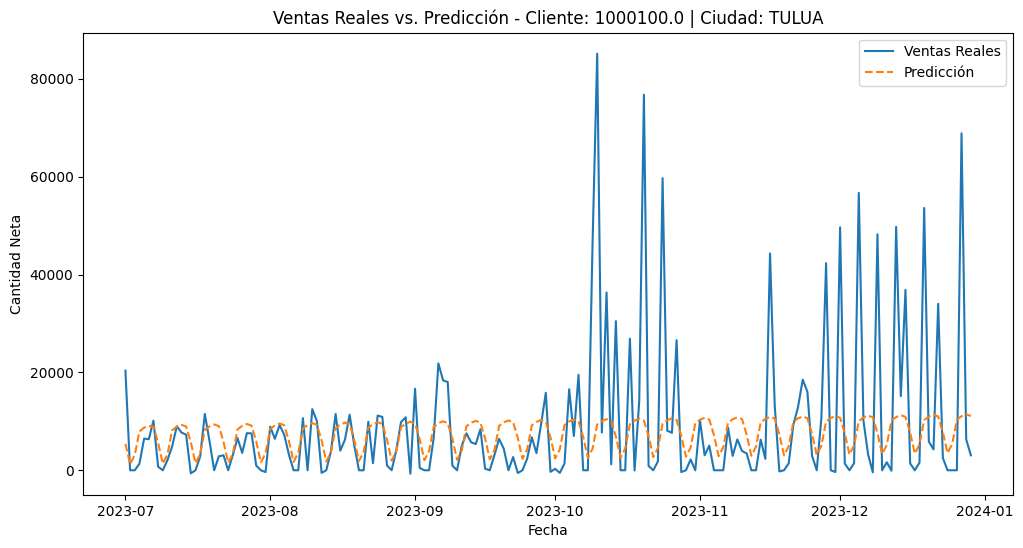 Ventas Reales vs. Predicción - Cliente: 1000100.0 | Ciudad: TULUA
Ventas Reales
Predicción
80000
60000
40000
20000
0
Cantidad Neta
2023-07
2023-08
2023-09
2023-10
2023-11
2023-12
2024-01
Fecha